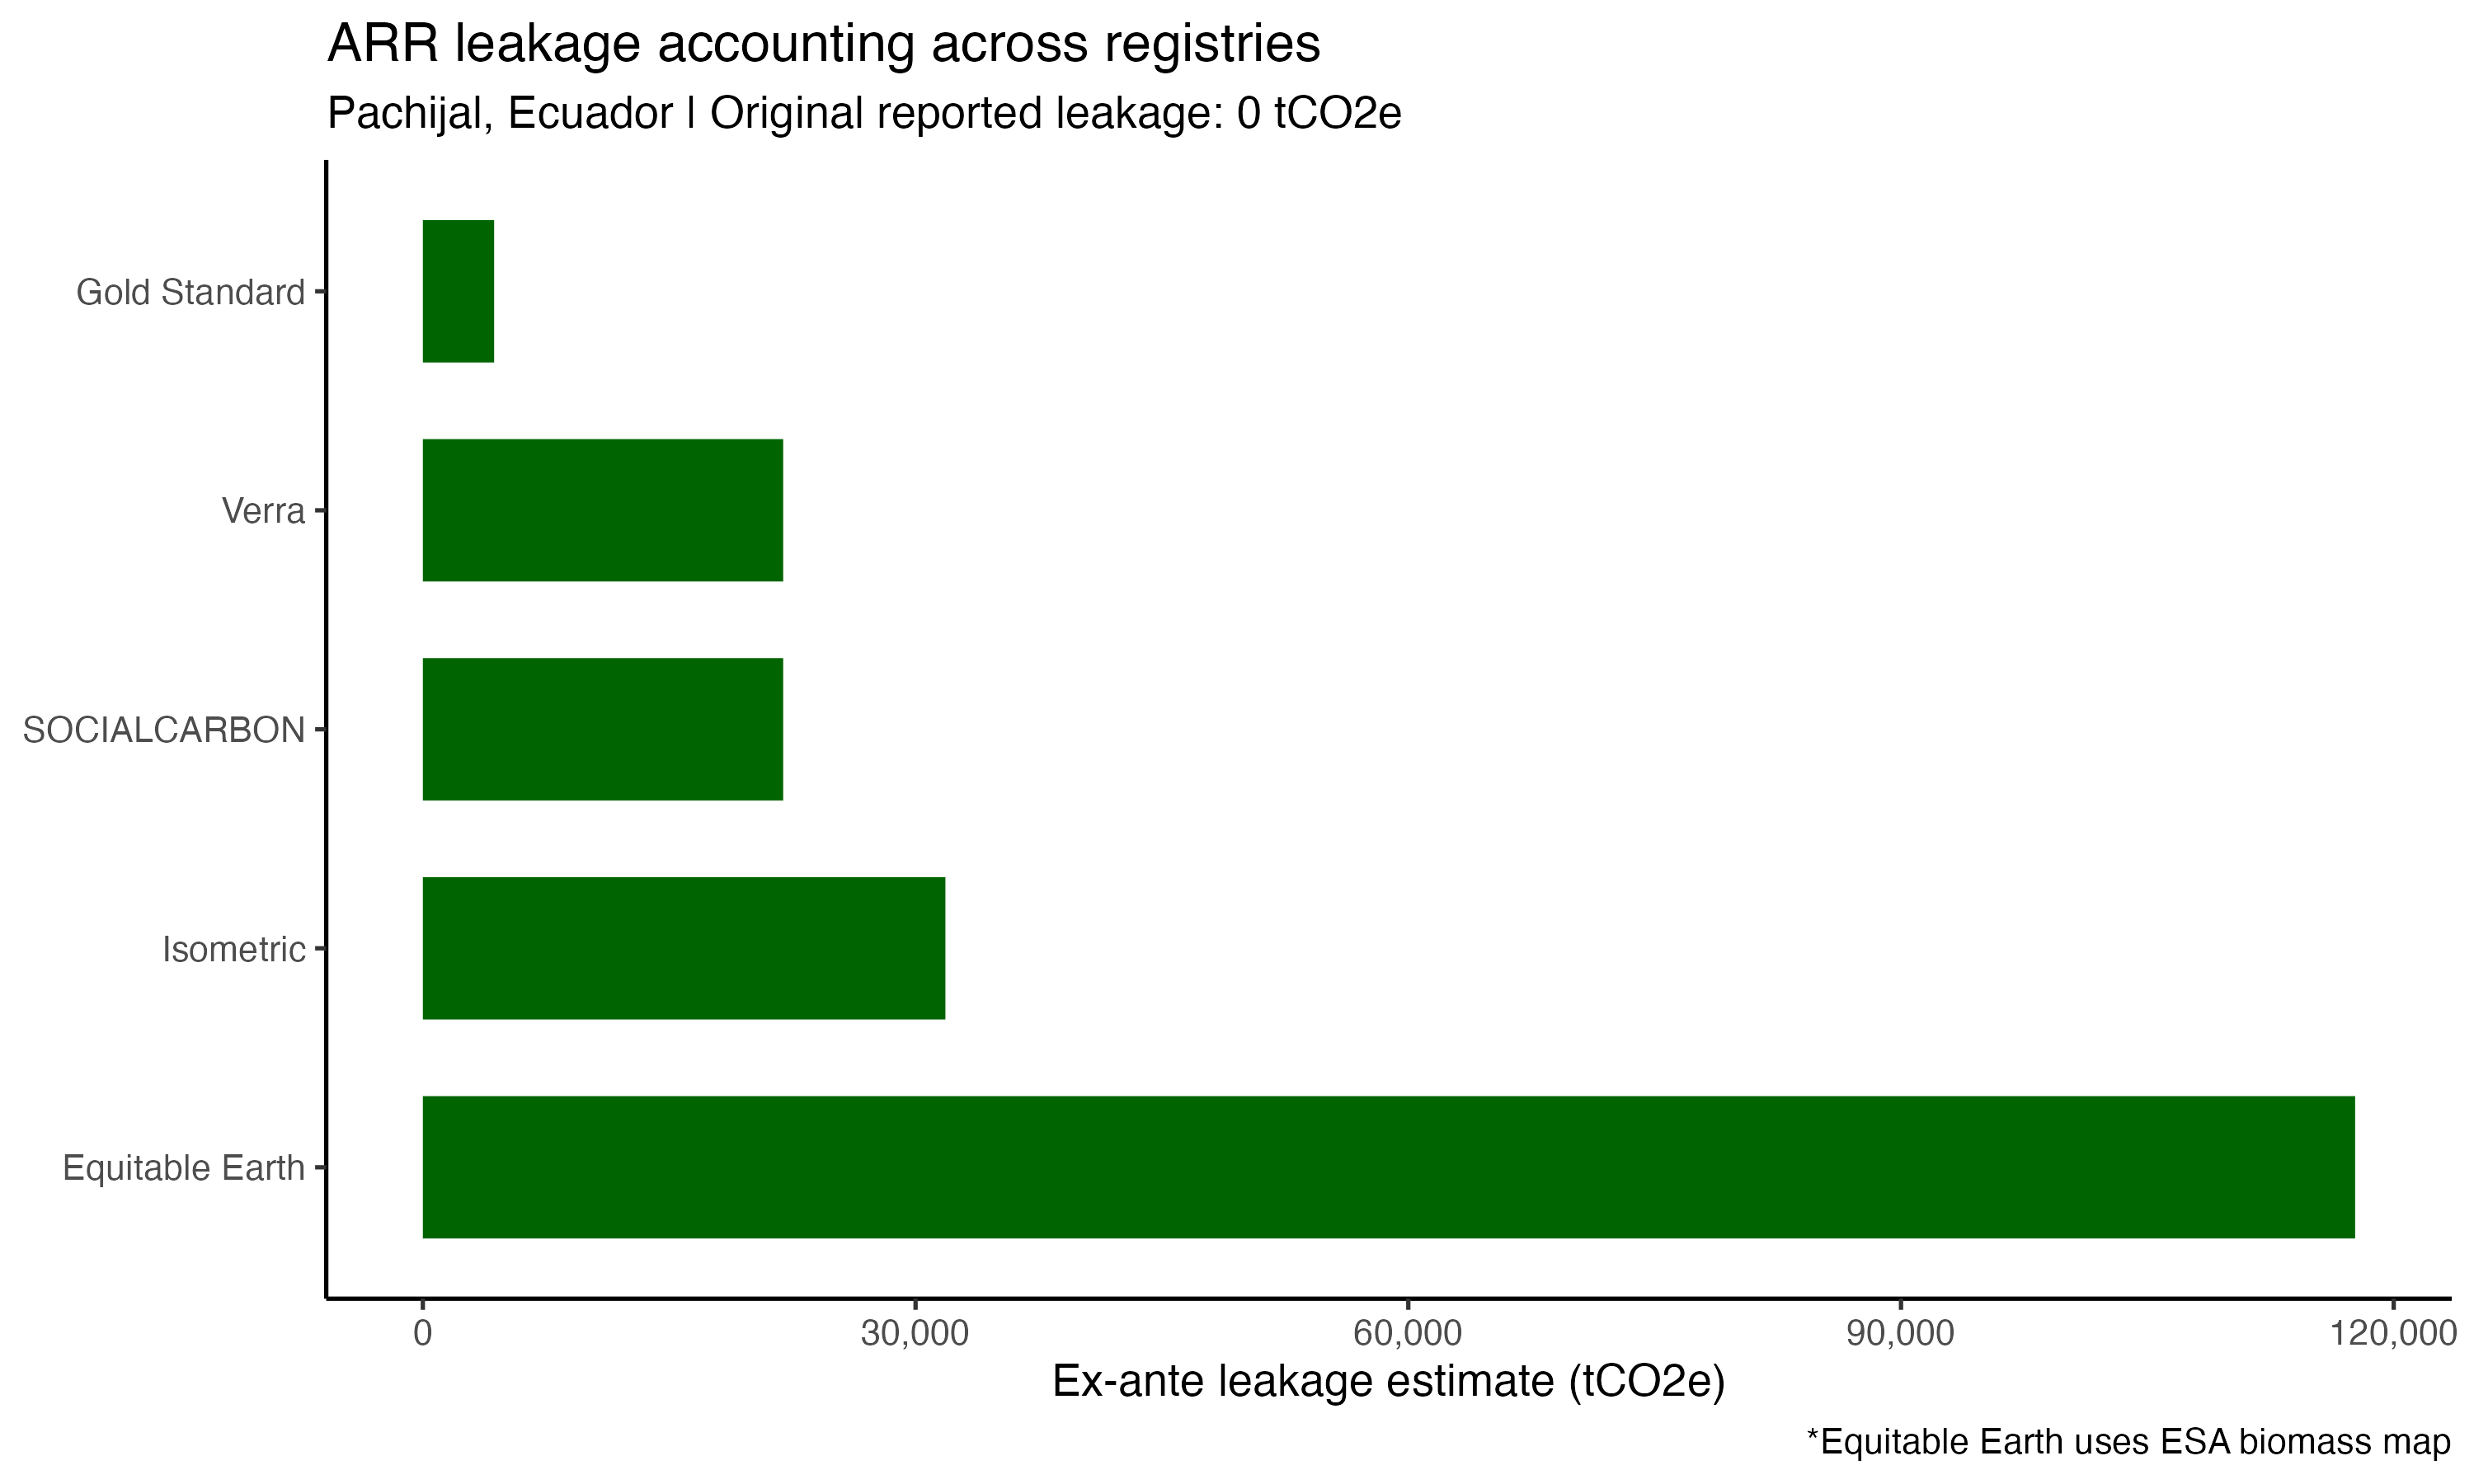 ARR leakage accounting across registries
Pachijal, Ecuador | Original reported leakage: 0 tCO2e
Gold Standard
Verra
SOCIALCARBON
Isometric
Equitable Earth
0 30,000 60,000 90,000 120,000
Ex-ante leakage estimate (tCO2e)
*Equitable Earth uses ESA biomass map